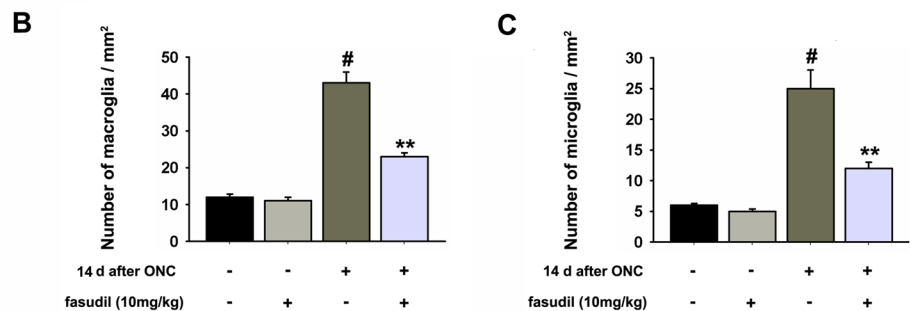 B
Number of macroglia / mm²
50
40
30
20
10
0
#
**
14 d after ONC - - + +
fasudil (10mg/kg) - + - +
C
Number of microglia / mm²
30
25
20
15
10
5
0
#
**
14 d after ONC - - + +
fasudil (10mg/kg) - + - +